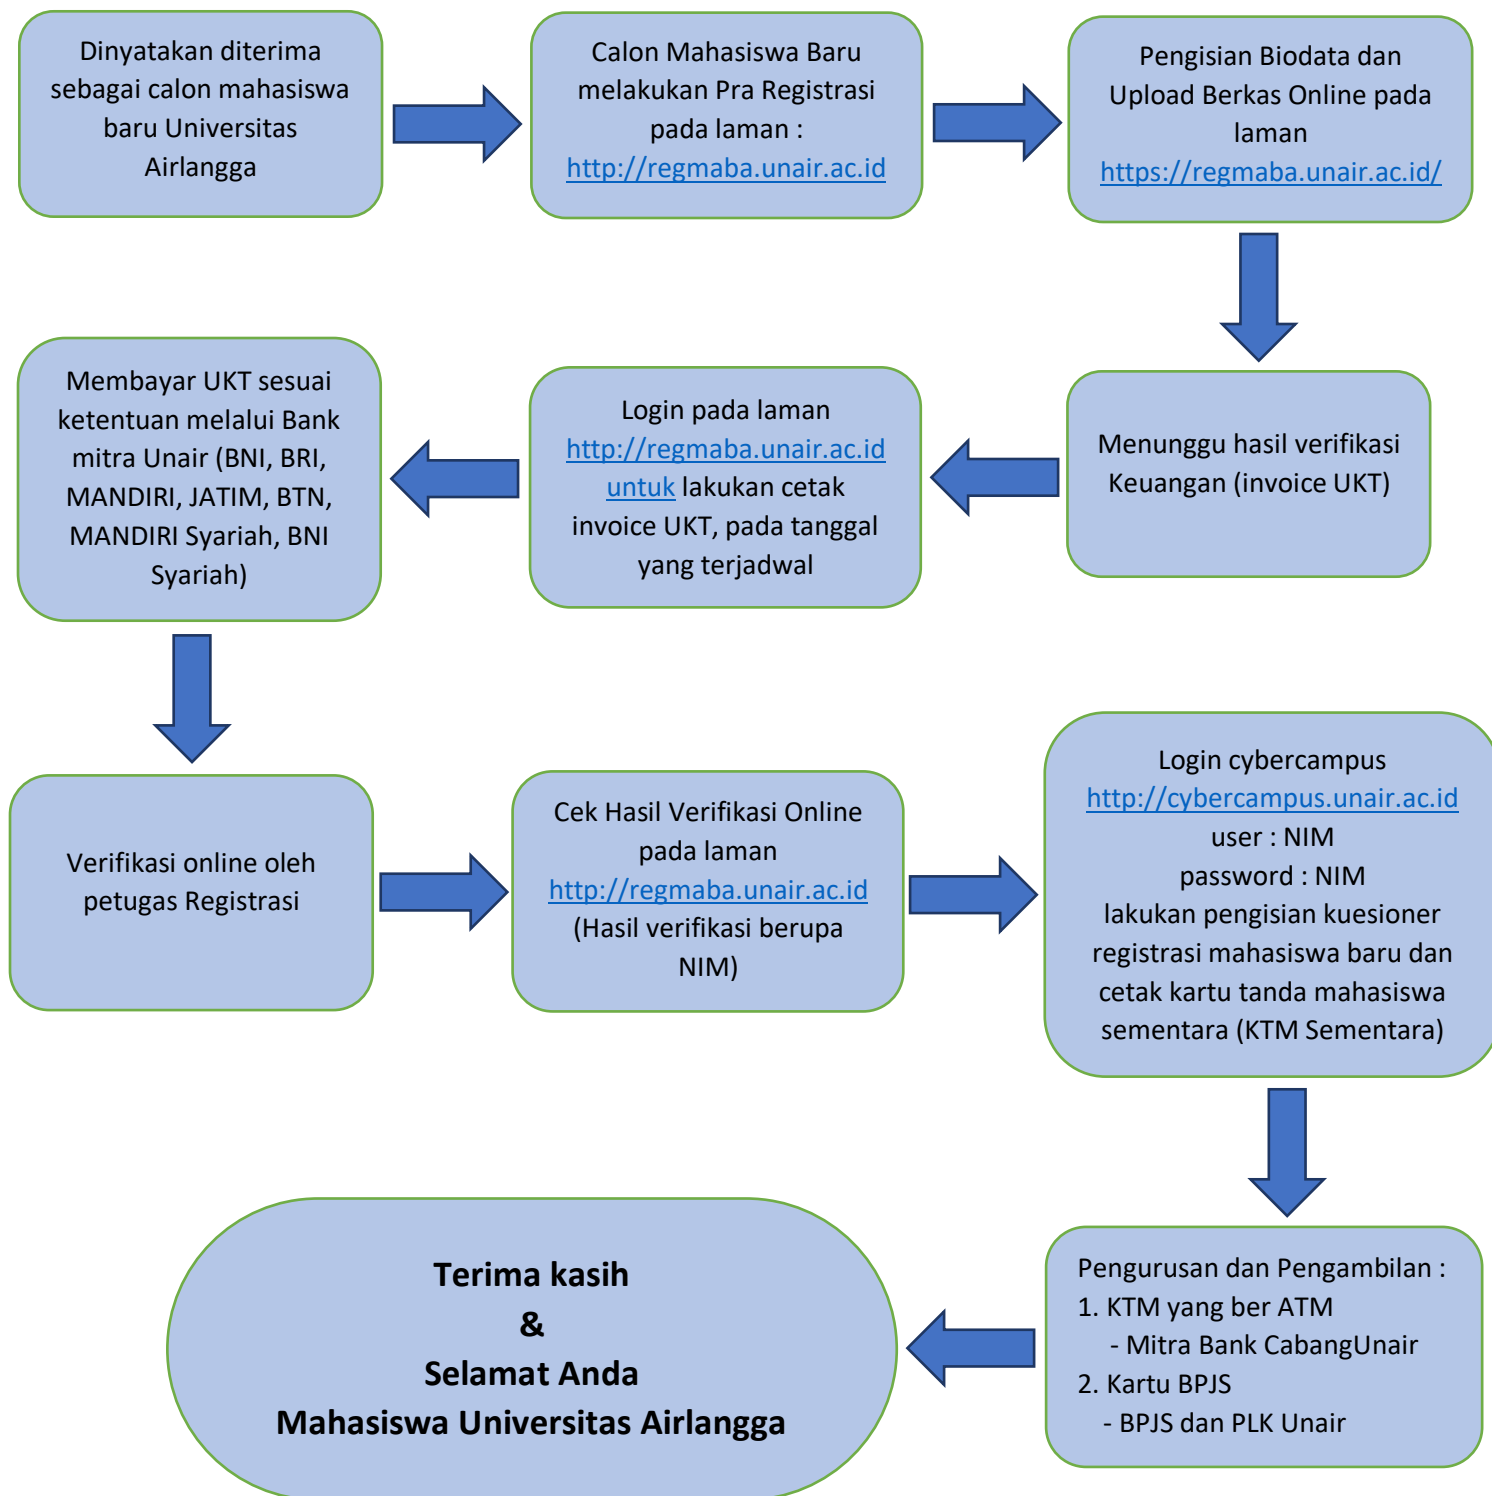 Dinyatakan diterima
sebagai calon mahasiswa
baru Universitas
Airlangga
Calon Mahasiswa Baru
melakukan Pra Registrasi
pada laman :
http://regmaba.unair.ac.id
Pengisian Biodata dan
Upload Berkas Online pada
laman
https://regmaba.unair.ac.id/
Menunggu hasil verifikasi
Keuangan (invoice UKT)
Login pada laman
http://regmaba.unair.ac.id
untuk lakukan cetak
invoice UKT, pada tanggal
yang terjadwal
Membayar UKT sesuai
ketentuan melalui Bank
mitra Unair (BNI, BRI,
MANDIRI, JATIM, BTN,
MANDIRI Syariah, BNI
Syariah)
Verifikasi online oleh
petugas Registrasi
Cek Hasil Verifikasi Online
pada laman
http://regmaba.unair.ac.id
(Hasil verifikasi berupa
NIM)
Login cybercampus
http://cybercampus.unair.ac.id
user : NIM
password : NIM
lakukan pengisian kuesioner
registrasi mahasiswa baru dan
cetak kartu tanda mahasiswa
sementara (KTM Sementara)
Pengurusan dan Pengambilan :
1. KTM yang ber ATM
- Mitra Bank CabangUnair
2. Kartu BPJS
- BPJS dan PLK Unair
Terima kasih
&
Selamat Anda
Mahasiswa Universitas Airlangga